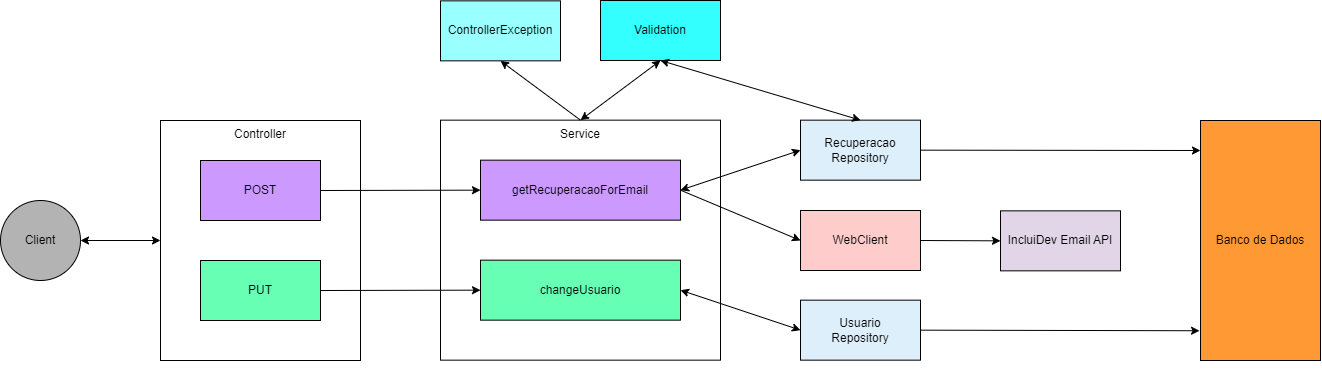 ControllerException
Validation
Controller
Service
Recuperacao
Repository
POST
getRecuperacaoForEmail
Client
WebClient
IncluiDev Email API
Banco de Dados
PUT
changeUsuario
Usuario
Repository